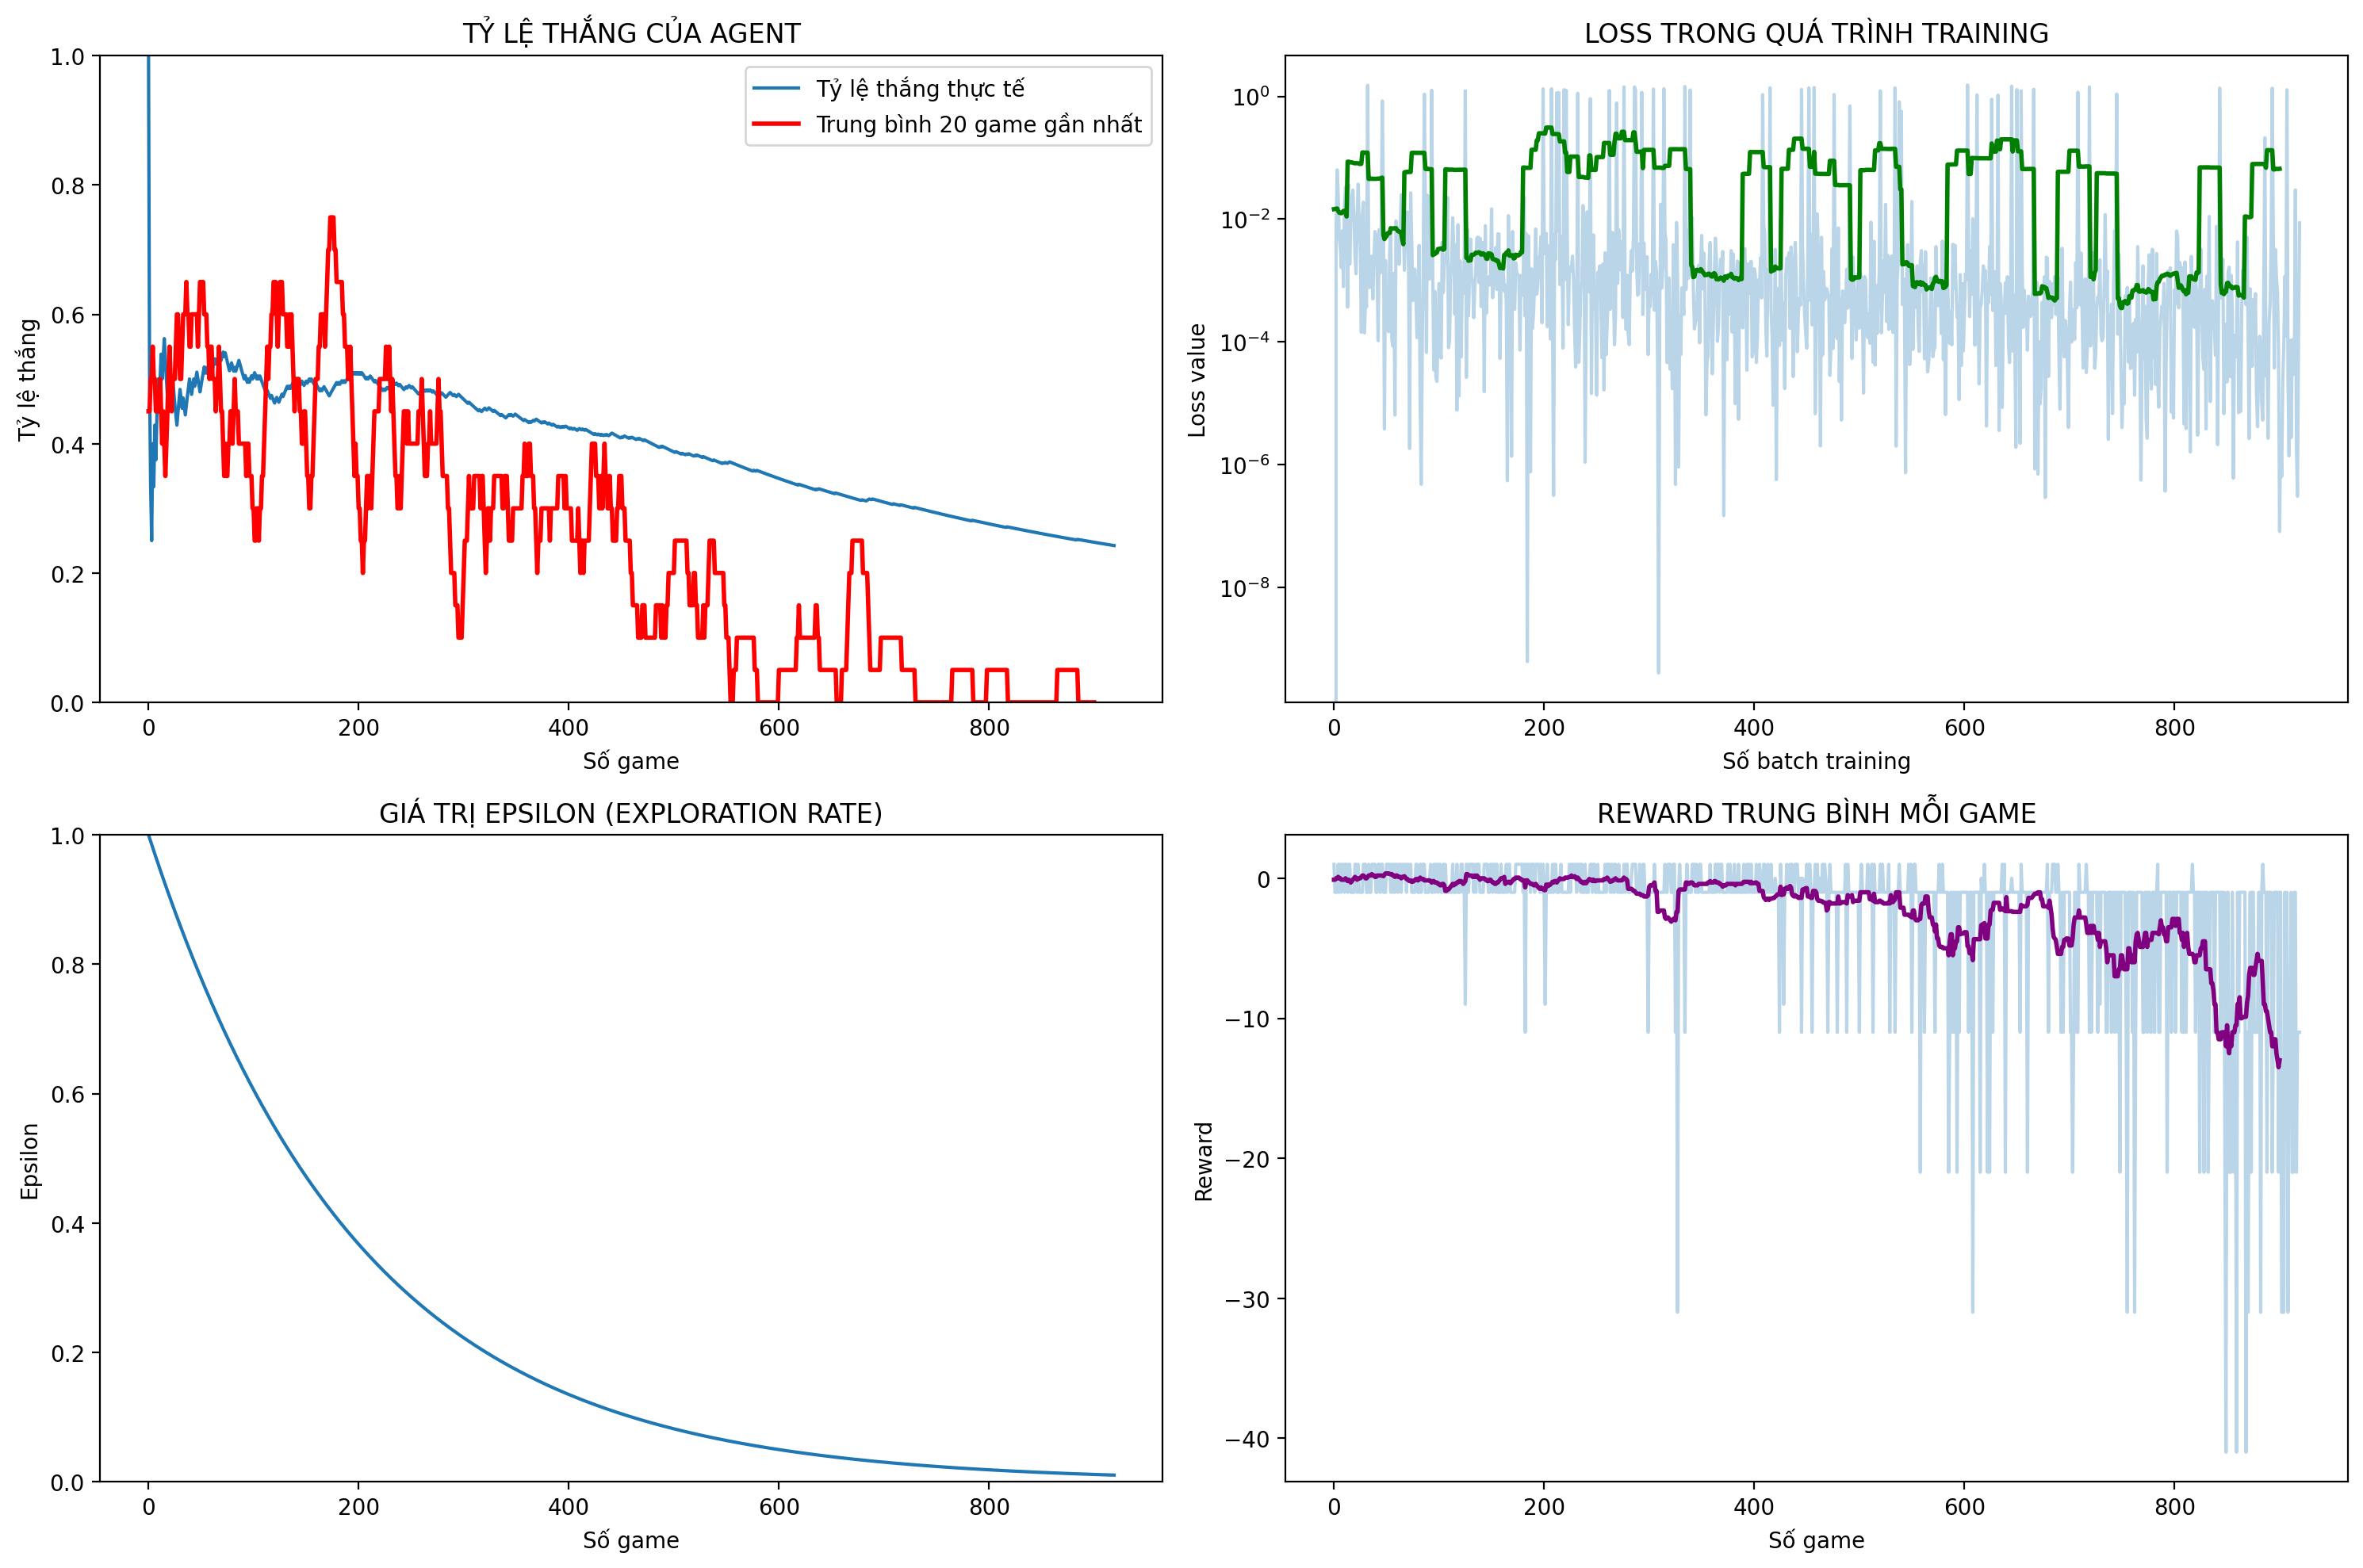 TỶ LỆ THẮNG CỦA AGENT
Tỷ lệ thắng
1.0
0.8
0.6
0.4
0.2
0.0
Tỷ lệ thắng thực tế
Trung bình 20 game gần nhất
0 200 400 600 800
Số game
LOSS TRONG QUÁ TRÌNH TRAINING
Loss value
10⁰
10⁻²
10⁻⁴
10⁻⁶
10⁻⁸
0 200 400 600 800
Số batch training
GIÁ TRỊ EPSILON (EXPLORATION RATE)
Epsilon
1.0
0.8
0.6
0.4
0.2
0.0
0 200 400 600 800
Số game
REWARD TRUNG BÌNH MỖI GAME
Reward
0
−10
−20
−30
−40
0 200 400 600 800
Số game